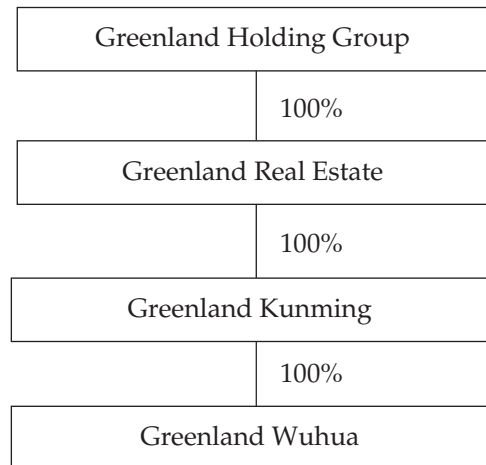 Greenland Holding Group
100%
Greenland Real Estate
100%
Greenland Kunming
100%
Greenland Wuhua